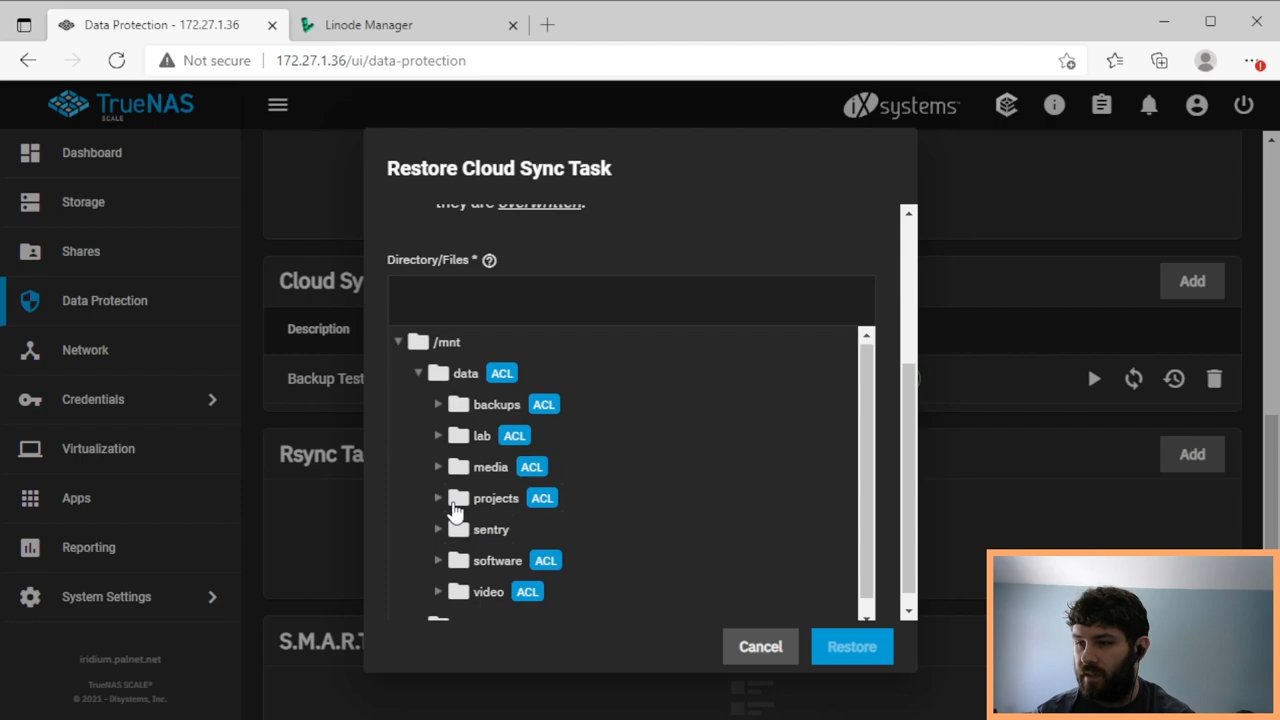 Data Protection - 172.27.1.36
Linode Manager
Not secure
172.27.1.36/ui/data-protection
TrueNAS
SCALE
iXsystems
Dashboard
Storage
Shares
Data Protection
Network
Credentials
Virtualization
Apps
Reporting
System Settings
iridium.palnet.net
TrueNAS SCALE®
© 2021 - iXsystems, Inc.
Cloud Sy
Add
Description
Backup Test
Rsync Ta
Add
S.M.A.R.T
Restore Cloud Sync Task
they are overwritten.
Directory/Files *
/mnt
data ACL
backups ACL
lab ACL
media ACL
projects ACL
sentry
software ACL
video ACL
Cancel
Restore